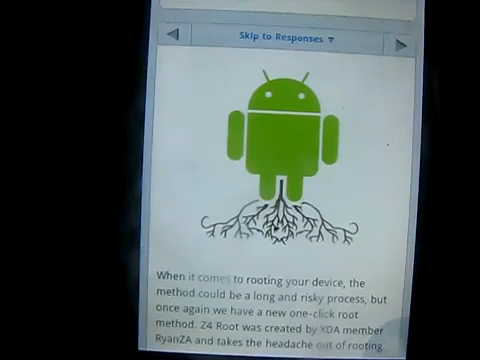 Skip to Responses
When it comes to rooting your device, the
method could be a long and risky process, but
once again we have a new one-click root
method. Z4 Root was created by XDA member
RyanZA and takes the headache out of rooting